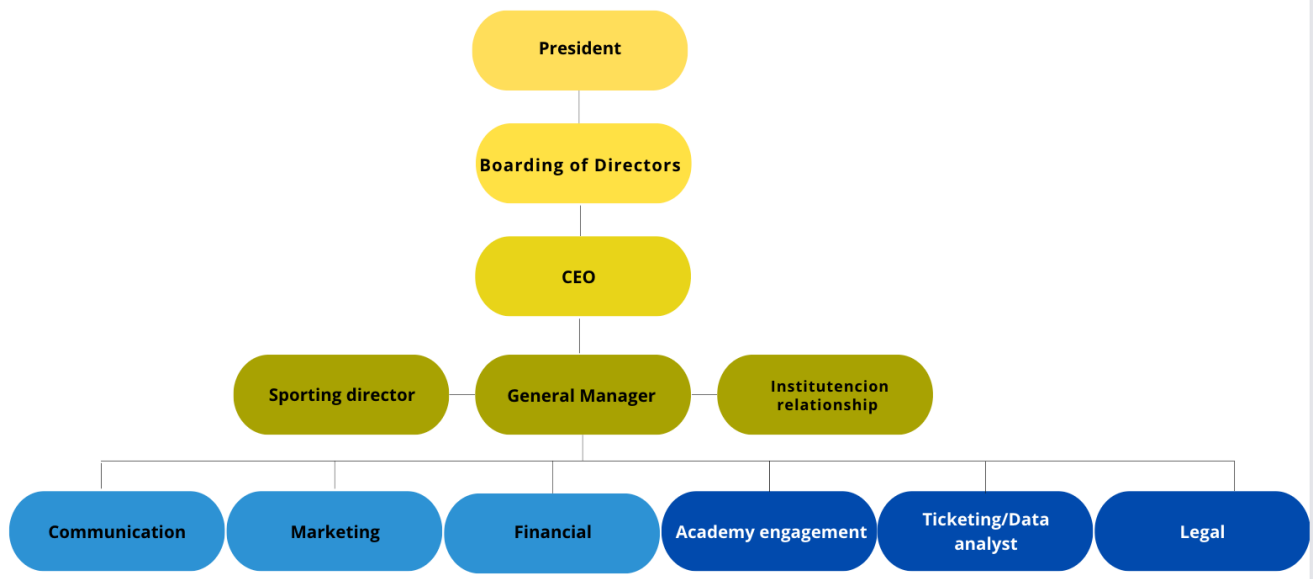 President
Boarding of Directors
CEO
Sporting director
General Manager
Institutencion
relationship
Communication
Marketing
Financial
Academy engagement
Ticketing/Data
analyst
Legal